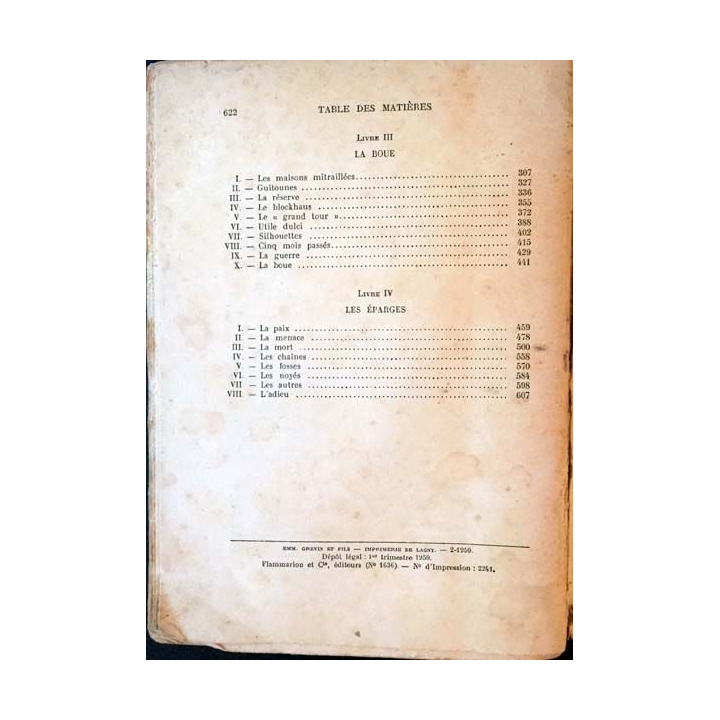 622 TABLE DES MATIÈRES
Livre III
LA BOUE
I. — Les maisons mitraillées 307
II. — Guitounes 327
III. — La réserve 336
IV. — Le blockhaus 355
V. — Le « grand tour » 372
VI. — Utile dulci 388
VII. — Silhouettes 402
VIII. — Cinq mois passés 415
IX. — La guerre 429
X. — La boue 441
Livre IV
LES ÉPARGES
I. — La paix 459
II. — La menace 478
III. — La mort 500
IV. — Les chaînes 558
V. — Les fosses 570
VI. — Les noyés 584
VII — Les autres 598
VIII. — L'adieu 607
EMM. GREVIN ET FILS — IMPRIMERIE DE LAGNY. — 2-1950.
Dépôt légal : 1er trimestre 1950.
Flammarion et Cie, éditeurs (No 1636). — No d'Impression : 2241.